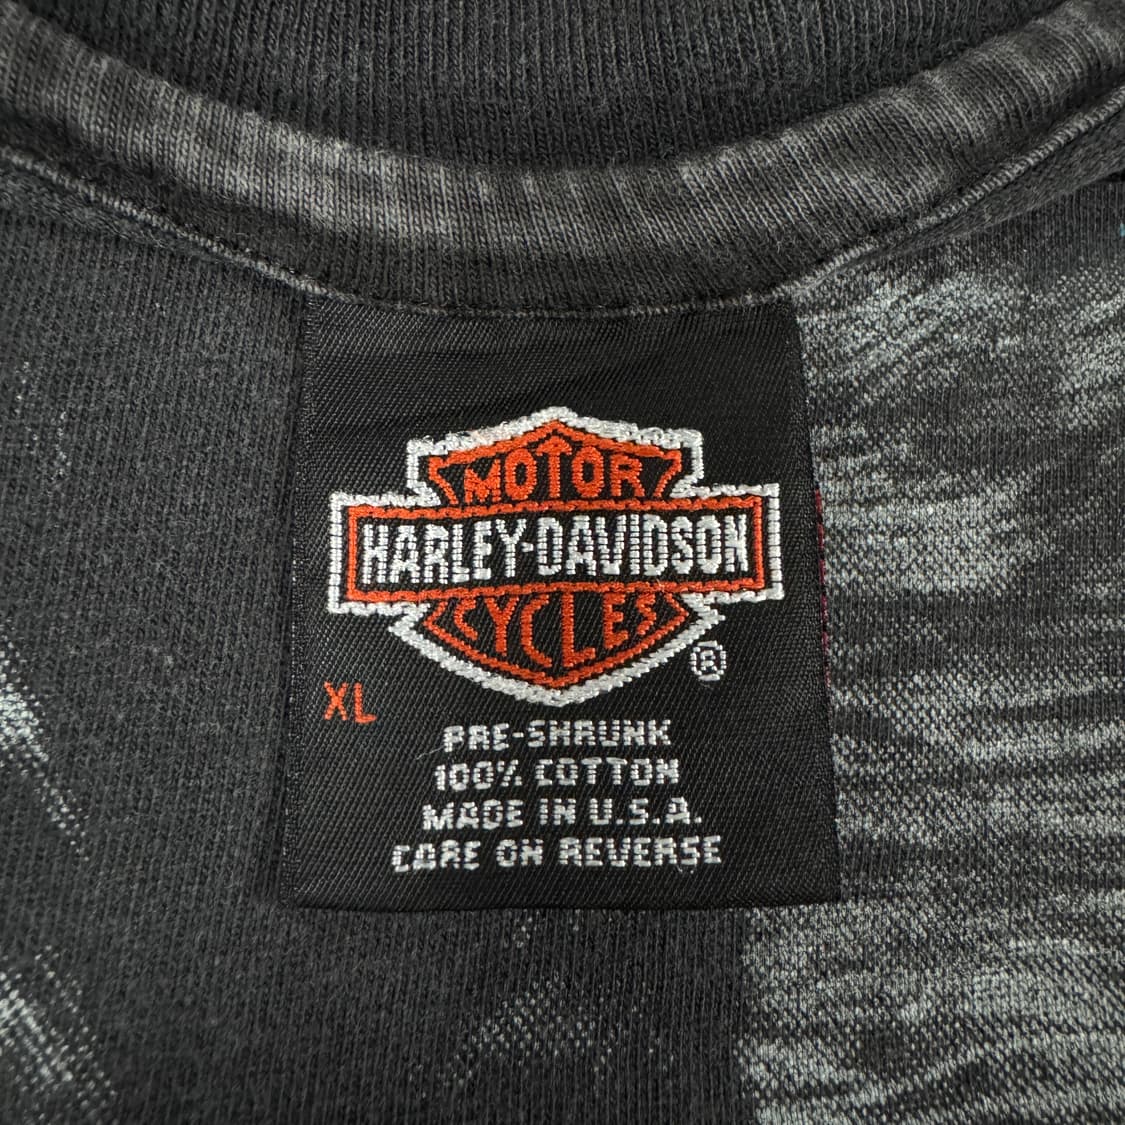 MOTOR
HARLEY-DAVIDSON
CYCLES
®
XL
PRE-SHRUNK
100% COTTON
MADE IN U.S.A.
CARE ON REVERSE